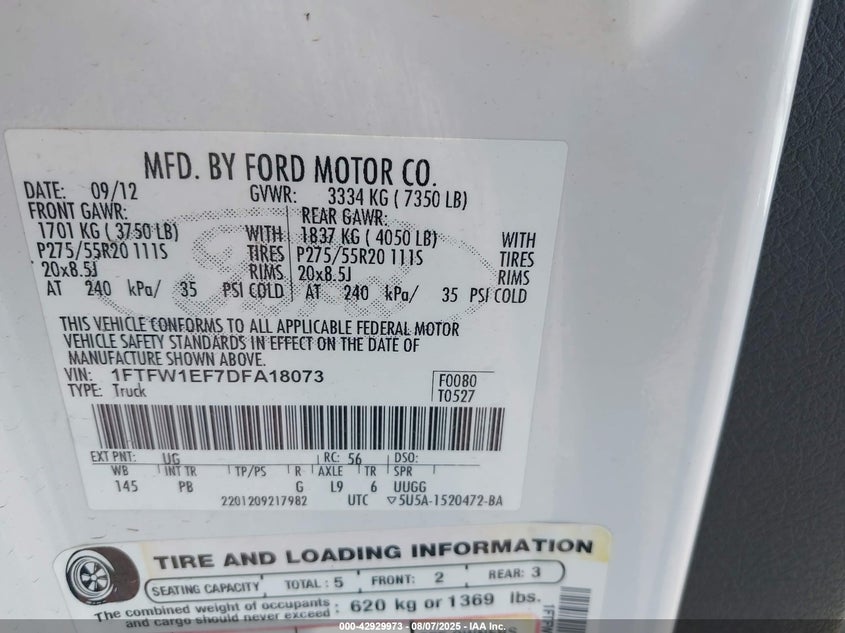 MFD. BY FORD MOTOR CO.
DATE: 09/12 GVWR: 3334 KG ( 7350 LB)
FRONT GAWR: REAR GAWR:
1701 KG ( 3750 LB) WITH 1837 KG ( 4050 LB) WITH
P275/55R20 111S TIRES P275/55R20 111S TIRES
20x8.5J RIMS 20x8.5J RIMS
AT 240 kPa/ 35 PSI COLD AT 240 kPa/ 35 PSI COLD
THIS VEHICLE CONFORMS TO ALL APPLICABLE FEDERAL MOTOR
VEHICLE SAFETY STANDARDS IN EFFECT ON THE DATE OF
MANUFACTURE SHOWN ABOVE.
VIN: 1FTFW1EF7DFA18073 F0080
TYPE: Truck T0527
EXT PNT: UG RC: 56 DSO:
WB INT TR TP/PS R AXLE TR SPR
145 PB G L9 6 UUGG
2201209217982 UTC ▽5U5A-1520472-BA
TIRE AND LOADING INFORMATION
SEATING CAPACITY TOTAL : 5 FRONT: 2 REAR: 3
The combined weight of occupants : 620 kg or 1369 lbs.
and cargo should never exceed :
000-42929973 - 08/07/2025 - IAA Inc.